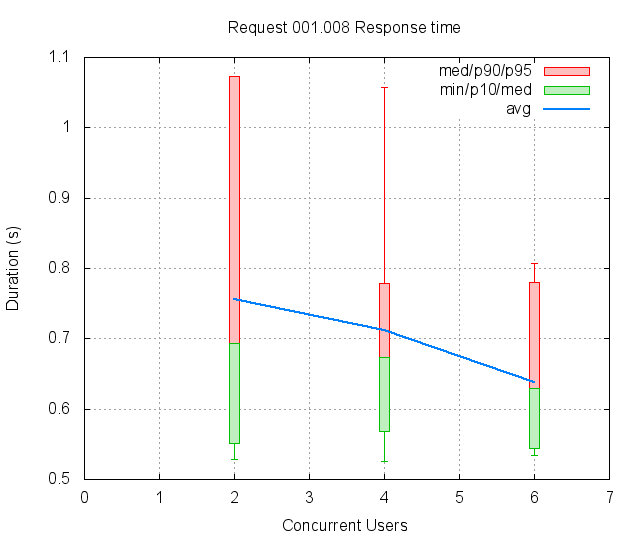 Request 001.008 Response time
med/p90/p95
min/p10/med
avg
1.1
1
0.9
0.8
0.7
0.6
0.5
Duration (s)
0 1 2 3 4 5 6 7
Concurrent Users